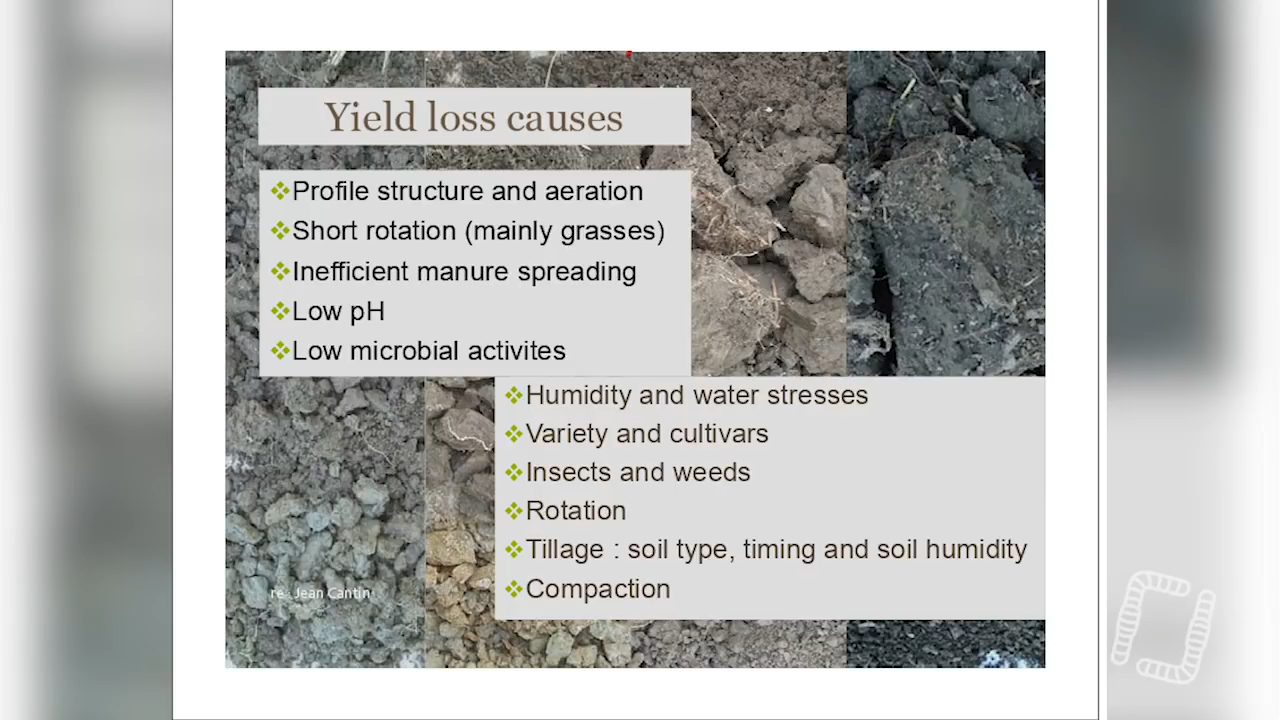 Yield loss causes
Profile structure and aeration
Short rotation (mainly grasses)
Inefficient manure spreading
Low pH
Low microbial activites
Humidity and water stresses
Variety and cultivars
Insects and weeds
Rotation
Tillage : soil type, timing and soil humidity
Compaction
re : Jean Cantin